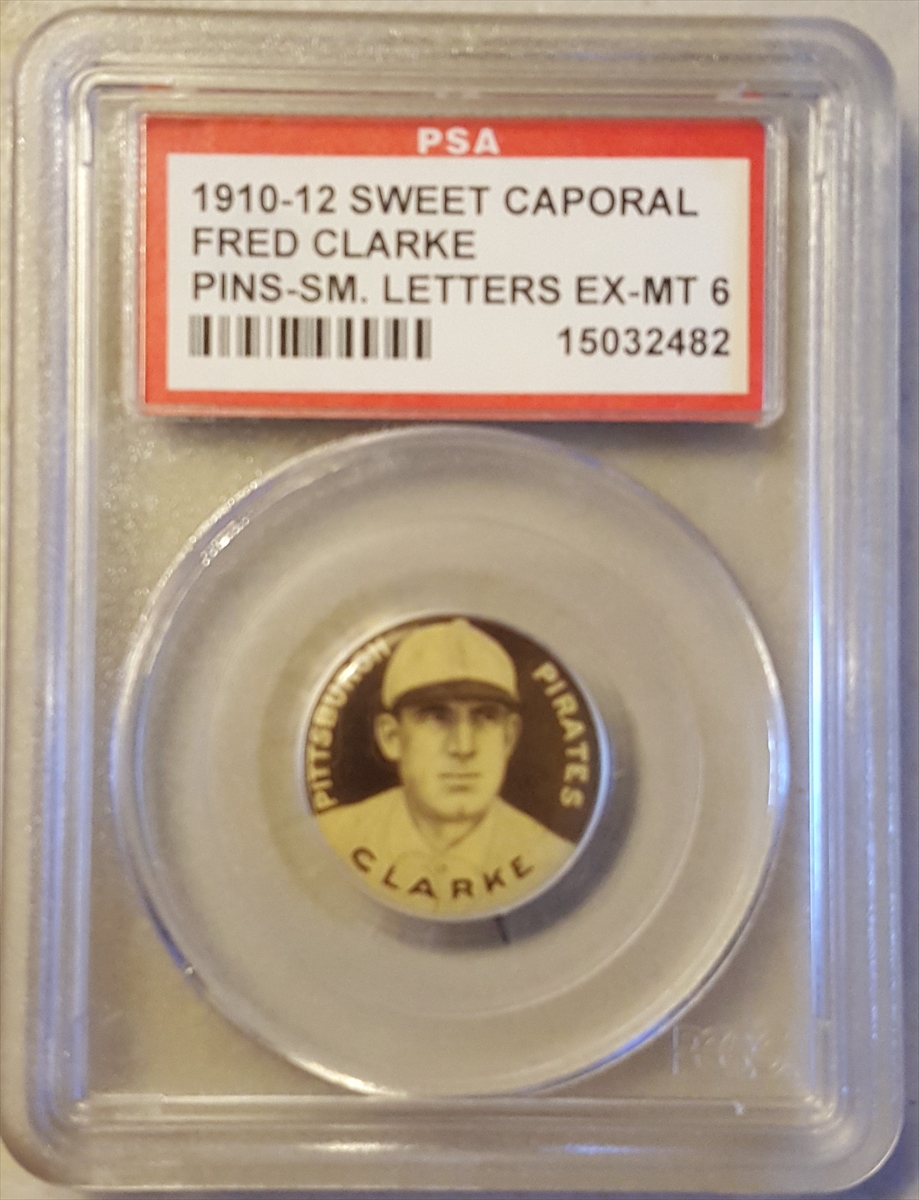 PSA
1910-12 SWEET CAPORAL
FRED CLARKE
PINS-SM. LETTERS EX-MT 6
15032482
PITTSBURGH PIRATES
CLARKE